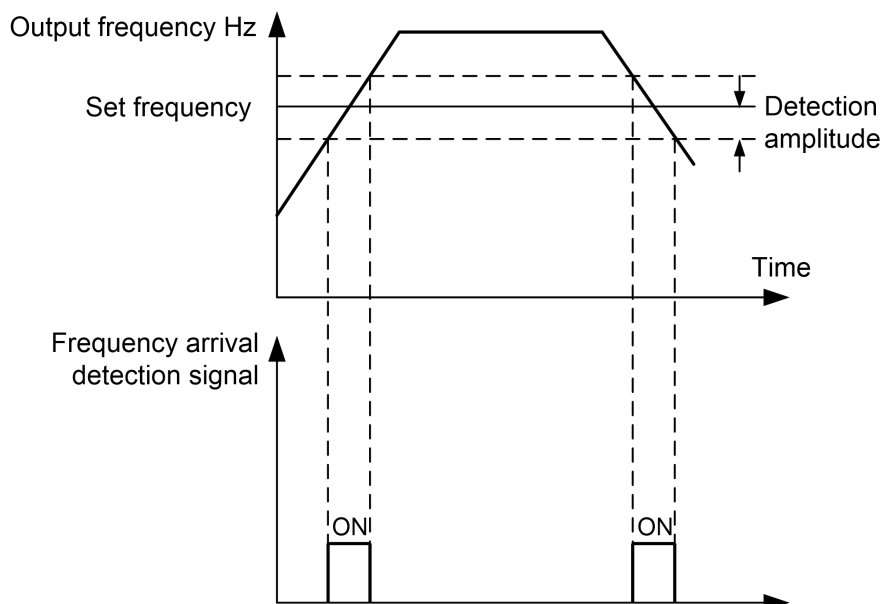 Output frequency Hz
Set frequency
Detection
amplitude
Time
Frequency arrival
detection signal
ON
ON